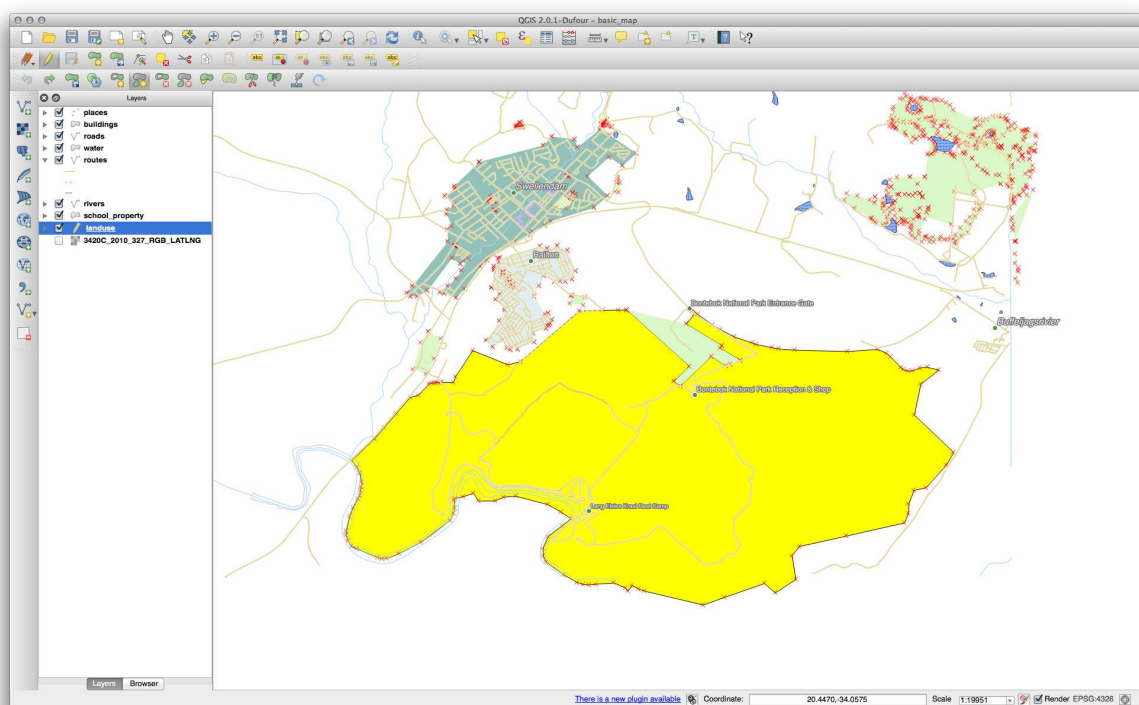 QGIS 2.0.1-Dufour - basic_map
Layers
places
buildings
roads
water
routes
rivers
school_property
landuse
3420C_2010_327_RGB_LATLNG
Swellendam
Railton
Bontebok National Park Entrance Gate
Buffeljagsrivier
Bontebok National Park Reception & Shop
Lang Elsies Kraal Rest Camp
Layers Browser
There is a new plugin available Coordinate: 20.4470,-34.0575 Scale 1:19951 Render EPSG:4326